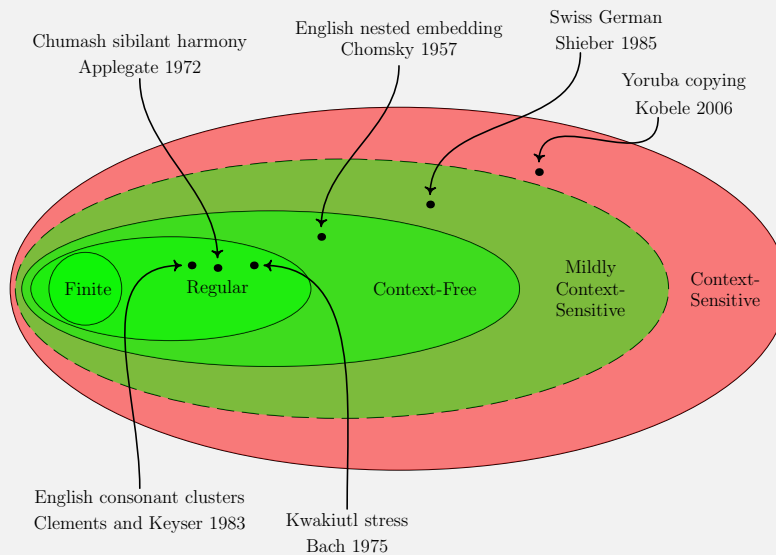 Chumash sibilant harmony
Applegate 1972
English nested embedding
Chomsky 1957
Swiss German
Shieber 1985
Yoruba copying
Kobele 2006
Finite
Regular
Context-Free
Mildly
Context-
Sensitive
Context-
Sensitive
English consonant clusters
Clements and Keyser 1983
Kwakiutl stress
Bach 1975